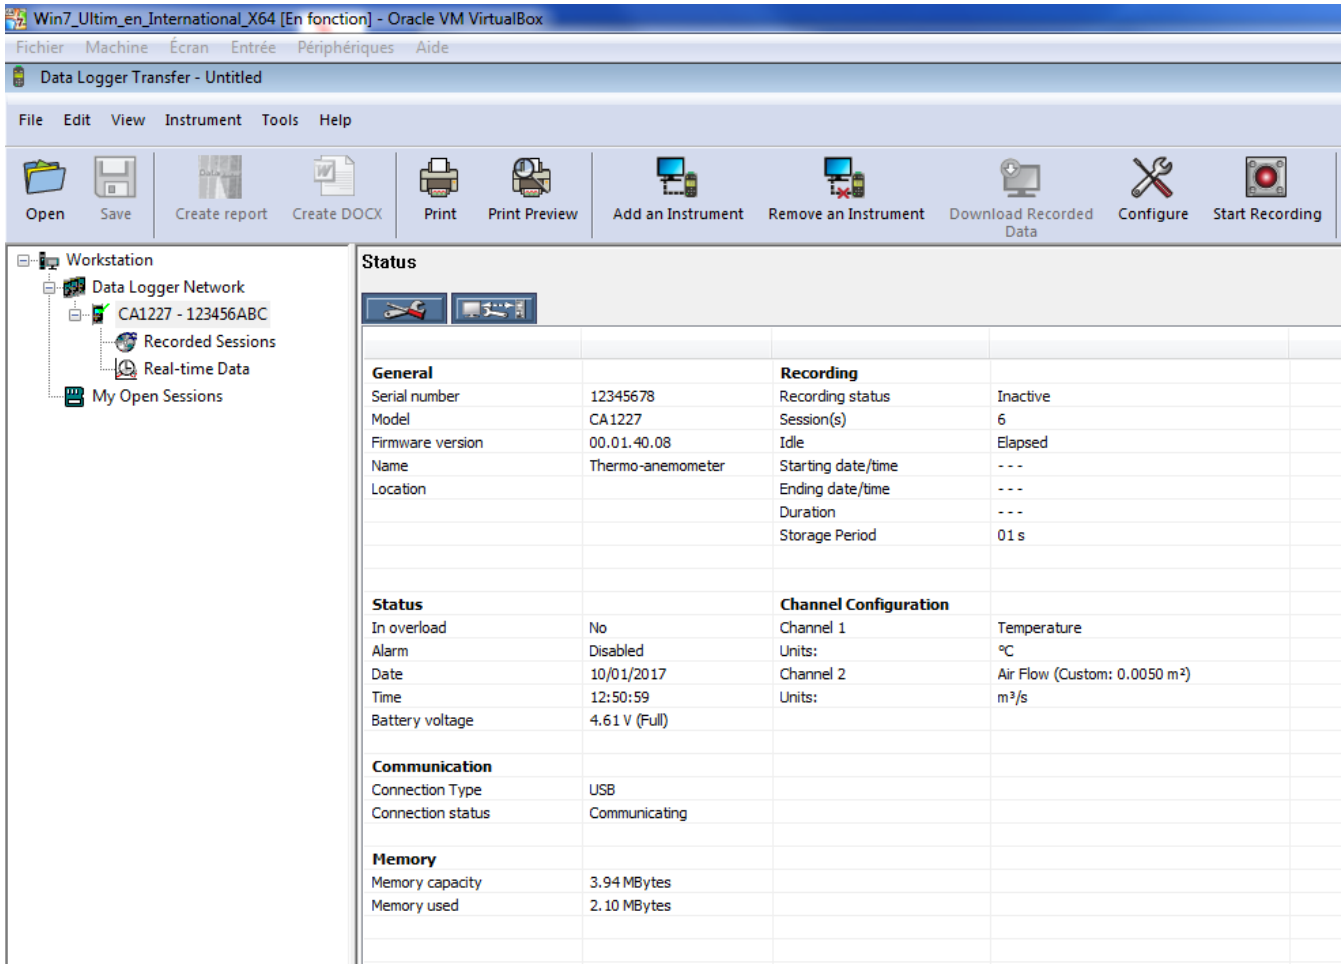 Win7_Ultim_en_International_X64 [En fonction] - Oracle VM VirtualBox
Fichier Machine Écran Entrée Périphériques Aide
Data Logger Transfer - Untitled
File Edit View Instrument Tools Help
Open Save Create report Create DOCX Print Print Preview Add an Instrument Remove an Instrument Download Recorded Data Configure Start Recording
Workstation
Data Logger Network
CA1227 - 123456ABC
Recorded Sessions
Real-time Data
My Open Sessions
Status
General Recording
Serial number 12345678 Recording status Inactive
Model CA1227 Session(s) 6
Firmware version 00.01.40.08 Idle Elapsed
Name Thermo-anemometer Starting date/time - - -
Location Ending date/time - - -
Duration - - -
Storage Period 01 s
Status Channel Configuration
In overload No Channel 1 Temperature
Alarm Disabled Units: °C
Date 10/01/2017 Channel 2 Air Flow (Custom: 0.0050 m²)
Time 12:50:59 Units: m³/s
Battery voltage 4.61 V (Full)
Communication
Connection Type USB
Connection status Communicating
Memory
Memory capacity 3.94 MBytes
Memory used 2.10 MBytes